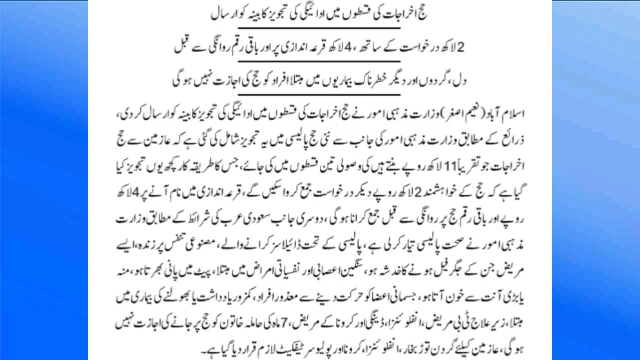 حج اخراجات کی قسطوں میں ادائیگی کی تجویز کابینہ کو ارسال
2 لاکھ درخواست کے ساتھ، 4 لاکھ قرعہ اندازی پر اور باقی رقم روانگی سے قبل
دل، گردوں اور دیگر خطرناک بیماریوں میں مبتلا افراد کو حج کی اجازت نہیں ہوگی
اسلام آباد (نعیم اصغر) وزارت مذہبی امور نے حج اخراجات کی قسطوں میں ادائیگی کی تجویز کابینہ کو ارسال کر دی،
ذرائع کے مطابق وزارت مذہبی امور کی جانب سے نئی حج پالیسی میں یہ تجویز شامل کی گئی ہے کہ عازمین سے حج
اخراجات جو تقریباً 11 لاکھ روپے بنتے ہیں کی وصولی تین قسطوں میں کی جائے، جس کا طریقہ کار کچھ یوں تجویز کیا
گیا ہے کہ حج کے خواہشمند 2 لاکھ روپے دیکر درخواست جمع کروا سکیں گے، قرعہ اندازی میں نام آنے پر 4 لاکھ
روپے اور باقی رقم حج پر روانگی سے قبل جمع کرانا ہوگی، دوسری جانب سعودی عرب کی شرائط کے مطابق وزارت
مذہبی امور نے صحت پالیسی تیار کر لی ہے، پالیسی کے تحت ڈائیلاسز کرانے والے، مصنوعی تنفس پر زندہ، ایسے
مریض جن کے جگر فیل ہونے کا خدشہ ہو، سنگین اعصابی اور نفسیاتی امراض میں مبتلا، پیٹ میں پانی بھرتا ہو، منہ
یا بڑی آنت سے خون آتا ہو، جسمانی اعضا کو حرکت دینے سے معذور افراد، کمزور یادداشت یا بھولنے کی بیماری میں
مبتلا، زیر علاج ٹی بی مریض، انفلوئنزا، ڈینگی اور کرونا کے مریض، 7 ماہ کی حاملہ خاتون کو حج پر جانے کی اجازت نہیں
ہوگی، عازمین کیلئے گردن توڑ بخار، انفلوئنزا، کرونا اور پولیو سرٹیفکیٹ لازم قرار دیا گیا ہے۔